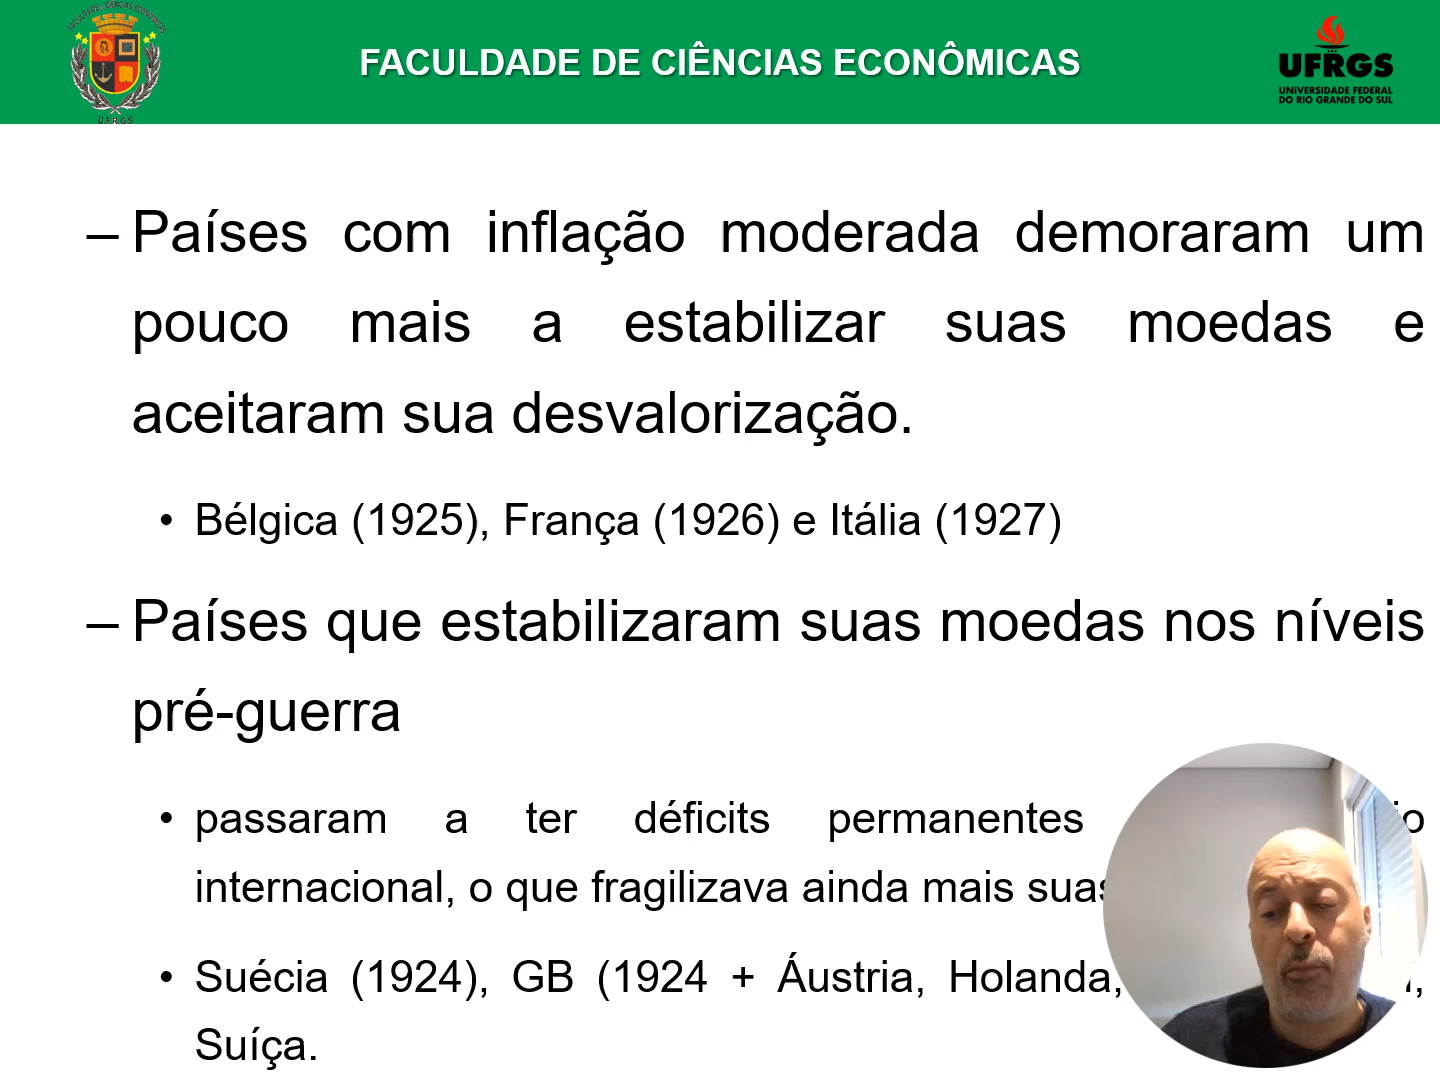 FACULDADE DE CIÊNCIAS ECONÔMICAS
UFRGS
UFRGS
UNIVERSIDADE FEDERAL
DO RIO GRANDE DO SUL
– Países com inflação moderada demoraram um
pouco mais a estabilizar suas moedas e
aceitaram sua desvalorização.
• Bélgica (1925), França (1926) e Itália (1927)
– Países que estabilizaram suas moedas nos níveis
pré-guerra
• passaram a ter déficits permanentes
internacional, o que fragilizava ainda mais
• Suécia (1924), GB (1924 + Áustria, Holanda,
Suíça.